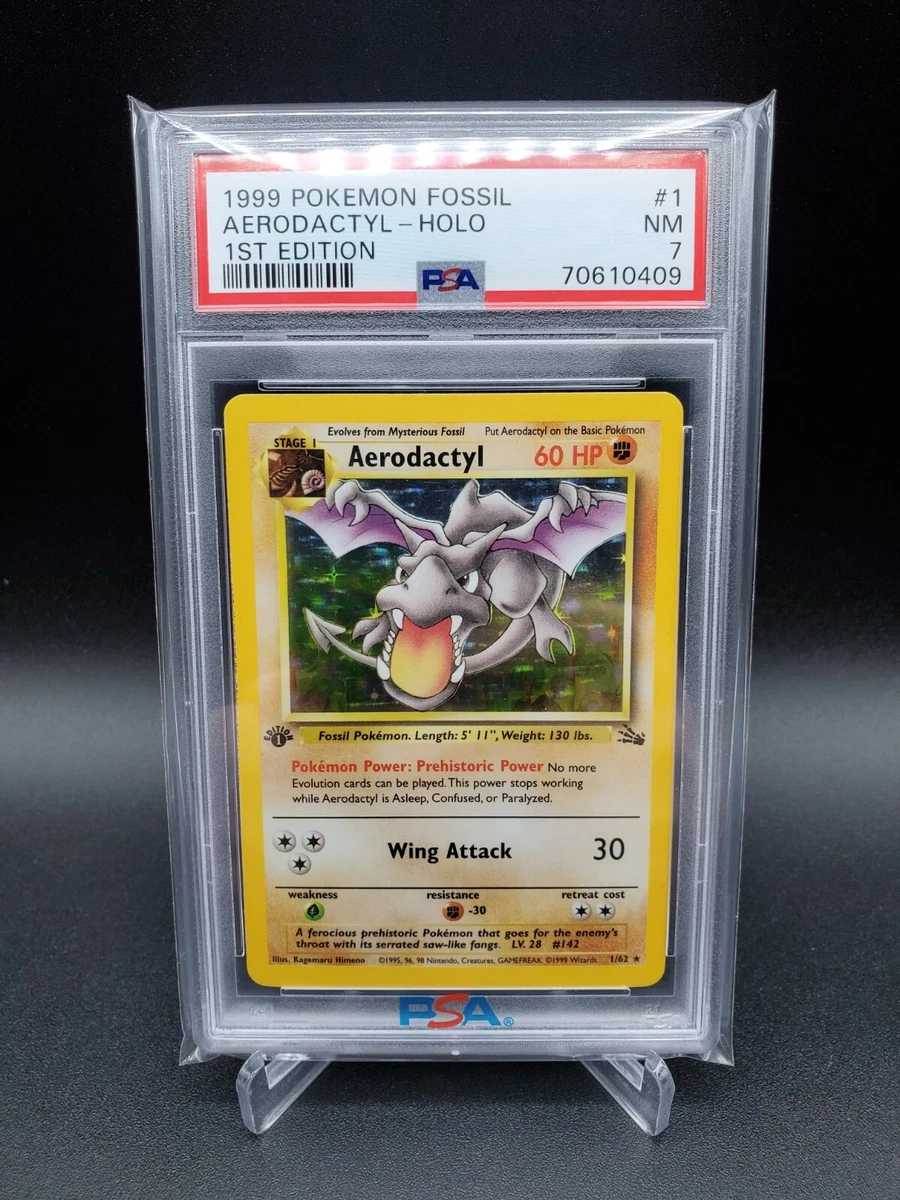 1999 POKEMON FOSSIL #1
AERODACTYL – HOLO NM
1ST EDITION 7
PSA 70610409
Evolves from Mysterious Fossil Put Aerodactyl on the Basic Pokémon
STAGE 1
Aerodactyl 60 HP
EDITION
1
Fossil Pokémon. Length: 5' 11", Weight: 130 lbs.
Pokémon Power: Prehistoric Power No more
Evolution cards can be played. This power stops working
while Aerodactyl is Asleep, Confused, or Paralyzed.
Wing Attack 30
weakness resistance retreat cost
-30
A ferocious prehistoric Pokémon that goes for the enemy's
throat with its serrated saw-like fangs. LV. 28 #142
Illus. Kagemaru Himeno ©1995, 96, 98 Nintendo, Creatures, GAMEFREAK. ©1999 Wizards. 1/62 ★
PSA®